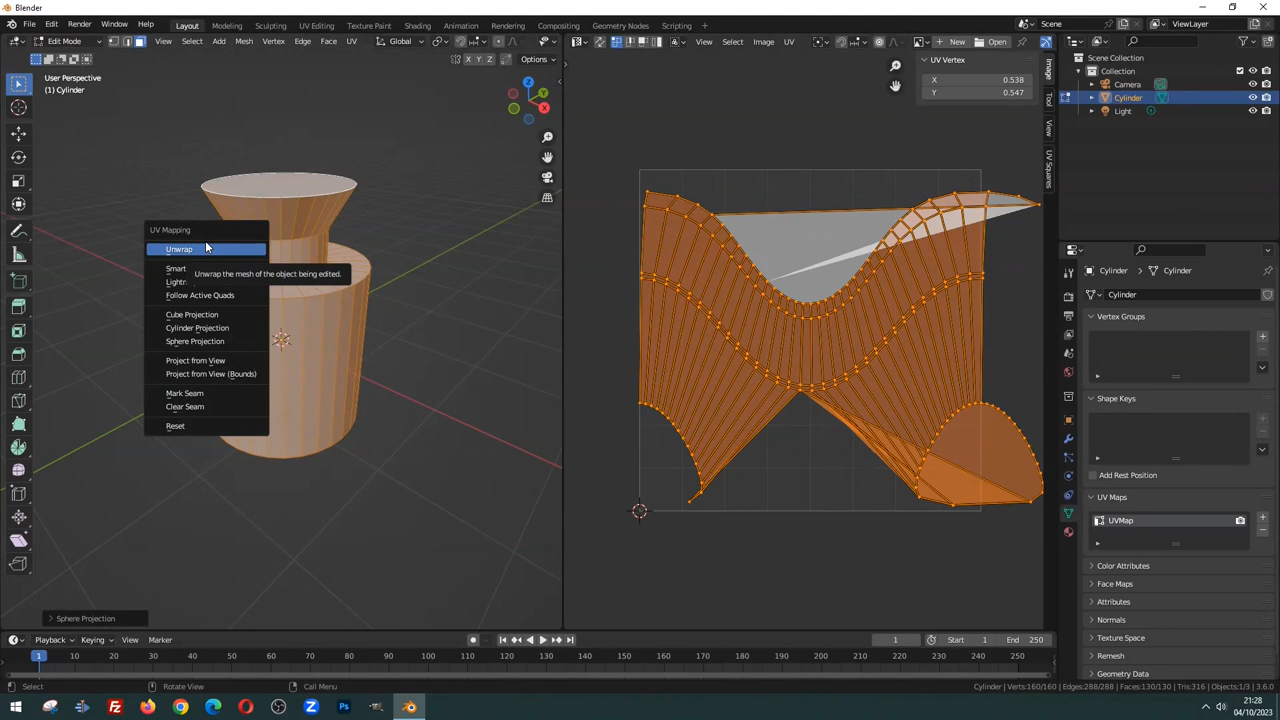 Blender
File Edit Render Window Help Layout Modeling Sculpting UV Editing Texture Paint Shading Animation Rendering Compositing Geometry Nodes Scripting Scene ViewLayer
Edit Mode View Select Add Mesh Vertex Edge Face UV Global View Select Image UV New Open
X Y Z Options
User Perspective
(1) Cylinder
Z
Y
X
UV Mapping
Unwrap
Smart
Lightn
Unwrap the mesh of the object being edited.
Follow Active Quads
Cube Projection
Cylinder Projection
Sphere Projection
Project from View
Project from View (Bounds)
Mark Seam
Clear Seam
Reset
Sphere Projection
UV Vertex
X 0.538
Y 0.547
Image
Tool
View
UV Squares
Scene Collection
Collection
Camera
Cylinder
Light
Cylinder Cylinder
Cylinder
Vertex Groups
Shape Keys
Add Rest Position
UV Maps
UVMap
Color Attributes
Face Maps
Attributes
Normals
Texture Space
Remesh
Geometry Data
Playback Keying View Marker 1 Start 1 End 250
1 10 20 30 40 50 60 70 80 90 100 110 120 130 140 150 160 170 180 190 200 210 220 230 240 250
Select Rotate View Call Menu Cylinder | Verts:160/160 | Edges:288/288 | Faces:130/130 | Tris:316 | Objects:1/3 | 3.6.0
21:28
04/10/2023